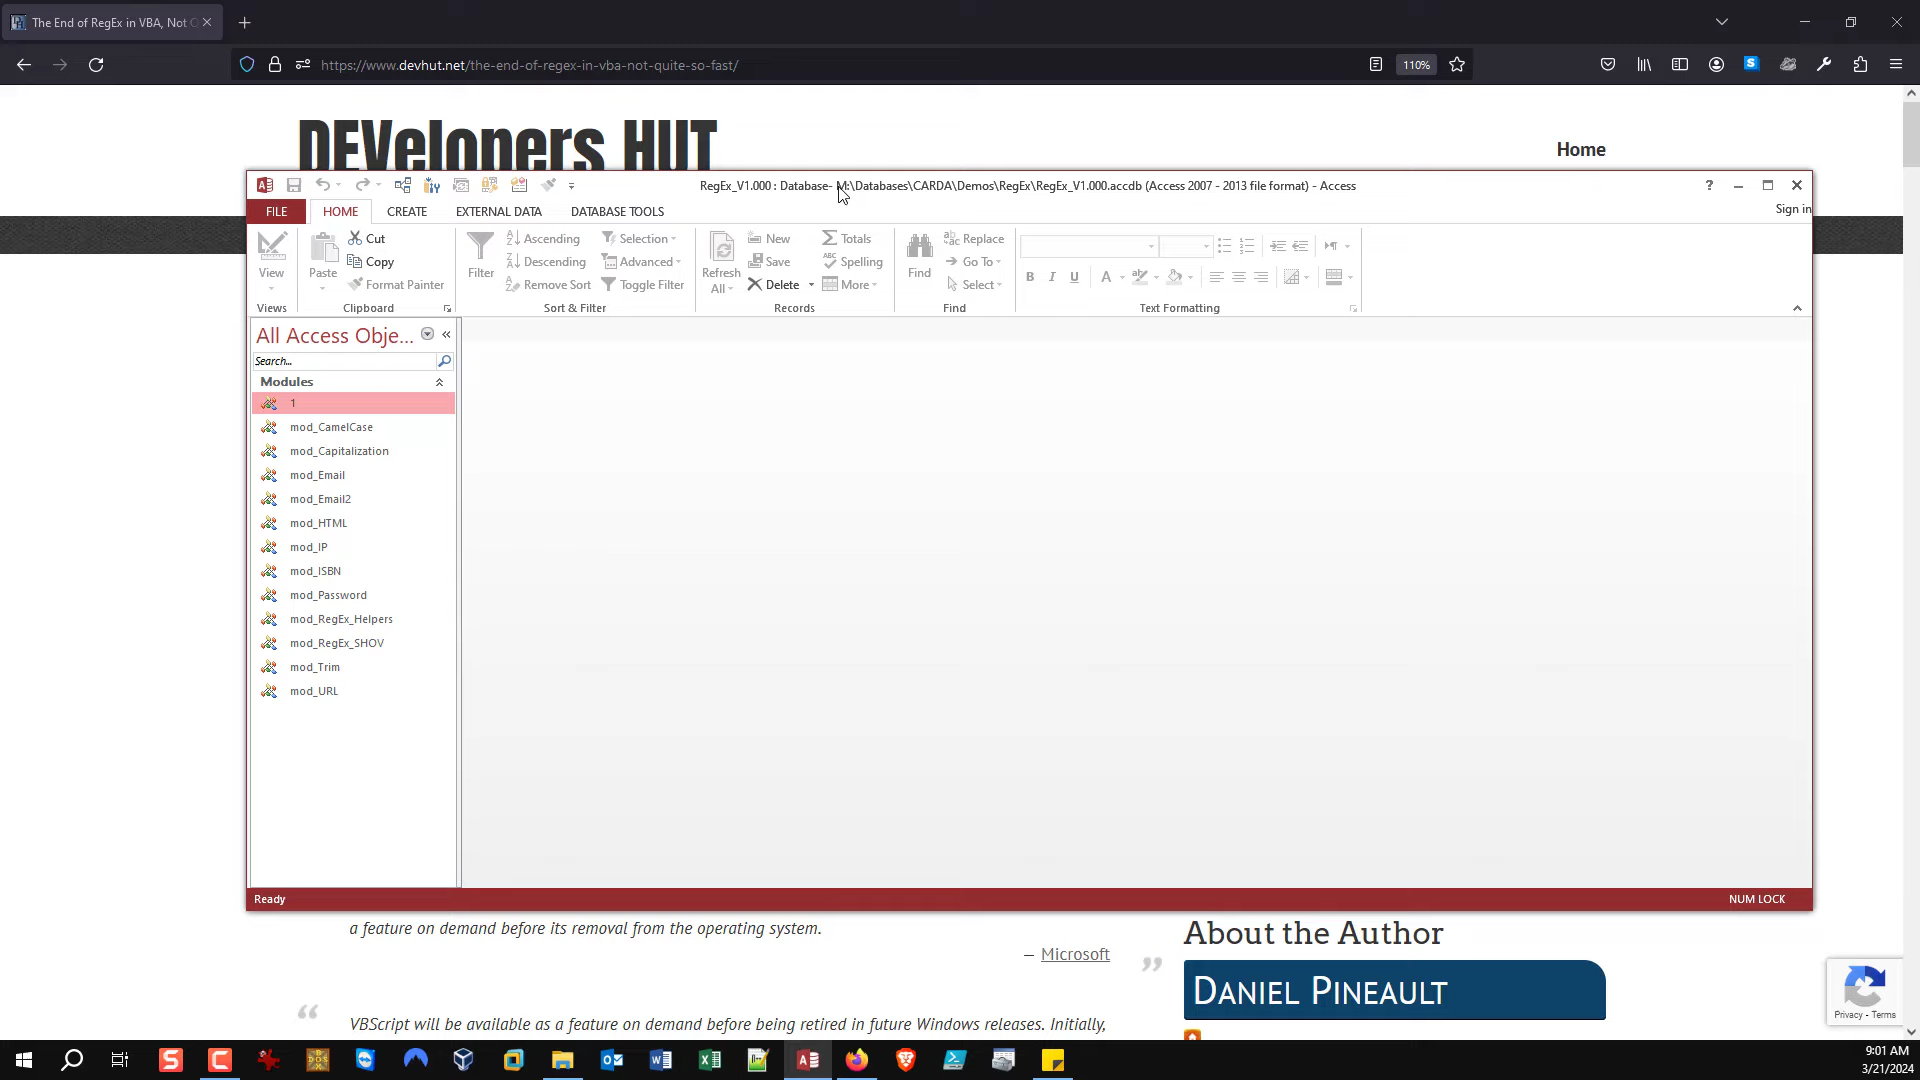 The End of RegEx in VBA, Not
https://www.devhut.net/the-end-of-regex-in-vba-not-quite-so-fast/
110%
DEVelopers HUT
Home
RegEx_V1.000 : Database- M:\Databases\CARDA\Demos\RegEx\RegEx_V1.000.accdb (Access 2007 - 2013 file format) - Access
?
FILE
HOME
CREATE
EXTERNAL DATA
DATABASE TOOLS
Sign in
View
Views
Paste
Cut
Copy
Format Painter
Clipboard
Filter
Ascending
Descending
Remove Sort
Selection
Advanced
Toggle Filter
Sort & Filter
Refresh
All
New
Save
Delete
Totals
Spelling
More
Records
Find
Replace
Go To
Select
Find
B I U A
Text Formatting
All Access Obje...
Search...
Modules
1
mod_CamelCase
mod_Capitalization
mod_Email
mod_Email2
mod_HTML
mod_IP
mod_ISBN
mod_Password
mod_RegEx_Helpers
mod_RegEx_SHOV
mod_Trim
mod_URL
Ready
NUM LOCK
a feature on demand before its removal from the operating system.
— Microsoft
VBScript will be available as a feature on demand before being retired in future Windows releases. Initially,
About the Author
DANIEL PINEAULT
Privacy - Terms
9:01 AM
3/21/2024